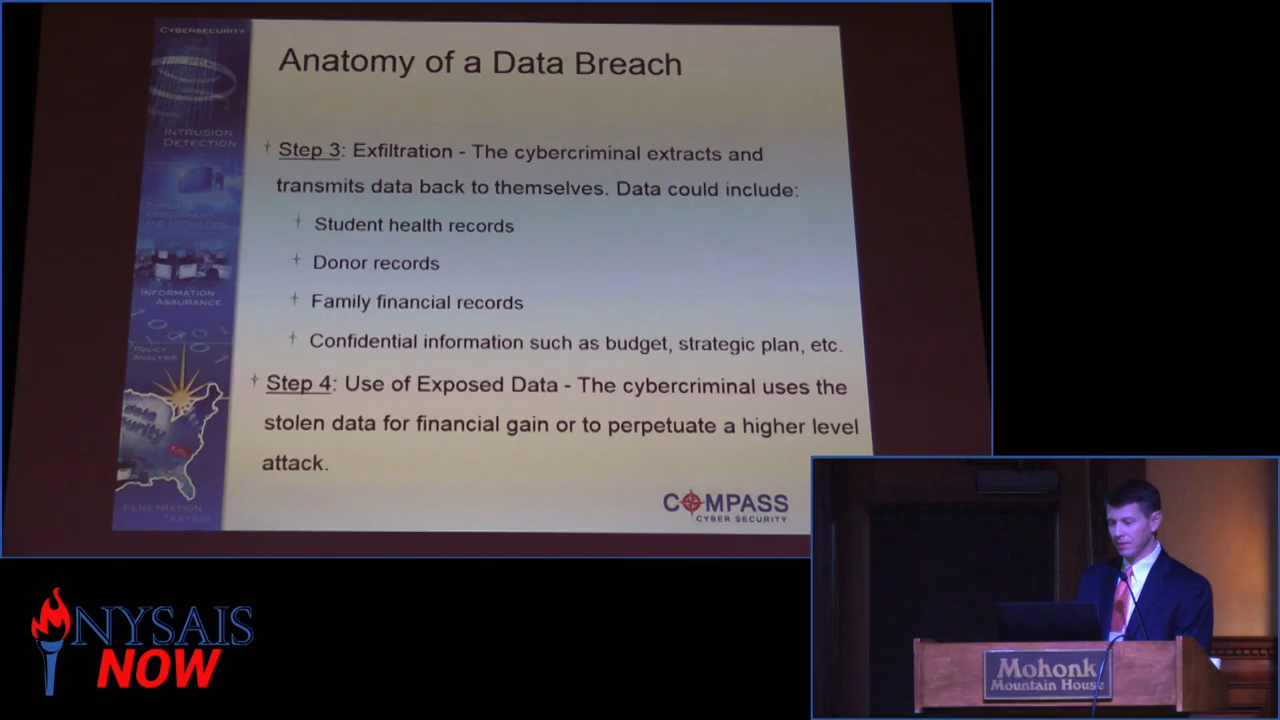 CYBERSECURITY
INTRUSION
DETECTION
INFORMATION
ASSURANCE
POLICY
ANALYSIS
PENETRATION
TESTING
Anatomy of a Data Breach
Step 3: Exfiltration - The cybercriminal extracts and
transmits data back to themselves. Data could include:
Student health records
Donor records
Family financial records
Confidential information such as budget, strategic plan, etc.
Step 4: Use of Exposed Data - The cybercriminal uses the
stolen data for financial gain or to perpetuate a higher level
attack.
COMPASS
CYBER SECURITY
NYSAIS
NOW
Mohonk
Mountain House